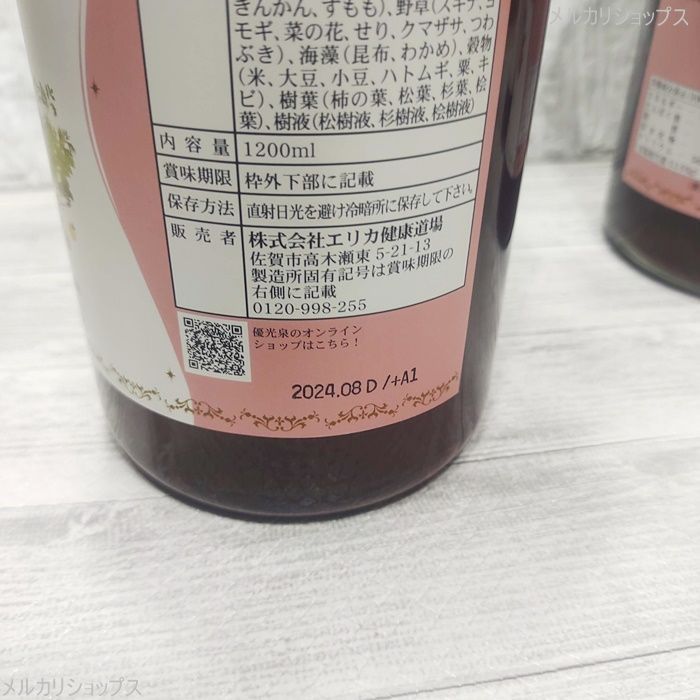 メルカリショップス
きんかん、すもも)、野草(スギナ、ヨ
モギ、菜の花、せり、クマザサ、つわ
ぶき)、海藻(昆布、わかめ)、穀物
(米、大豆、小豆、ハトムギ、粟、キ
ビ)、樹葉(柿の葉、松葉、杉葉、桧
葉)、樹液(松樹液、杉樹液、桧樹液)
内容量 1200ml
賞味期限 枠外下部に記載
保存方法 直射日光を避け冷暗所に保存して下さい。
販売者 株式会社エリカ健康道場
佐賀市高木瀬東 5-21-13
製造所固有記号は賞味期限の
右側に記載
0120-998-255
優光泉のオンライン
ショップはこちら!
2024.08 D /+A1
メルカリショップス